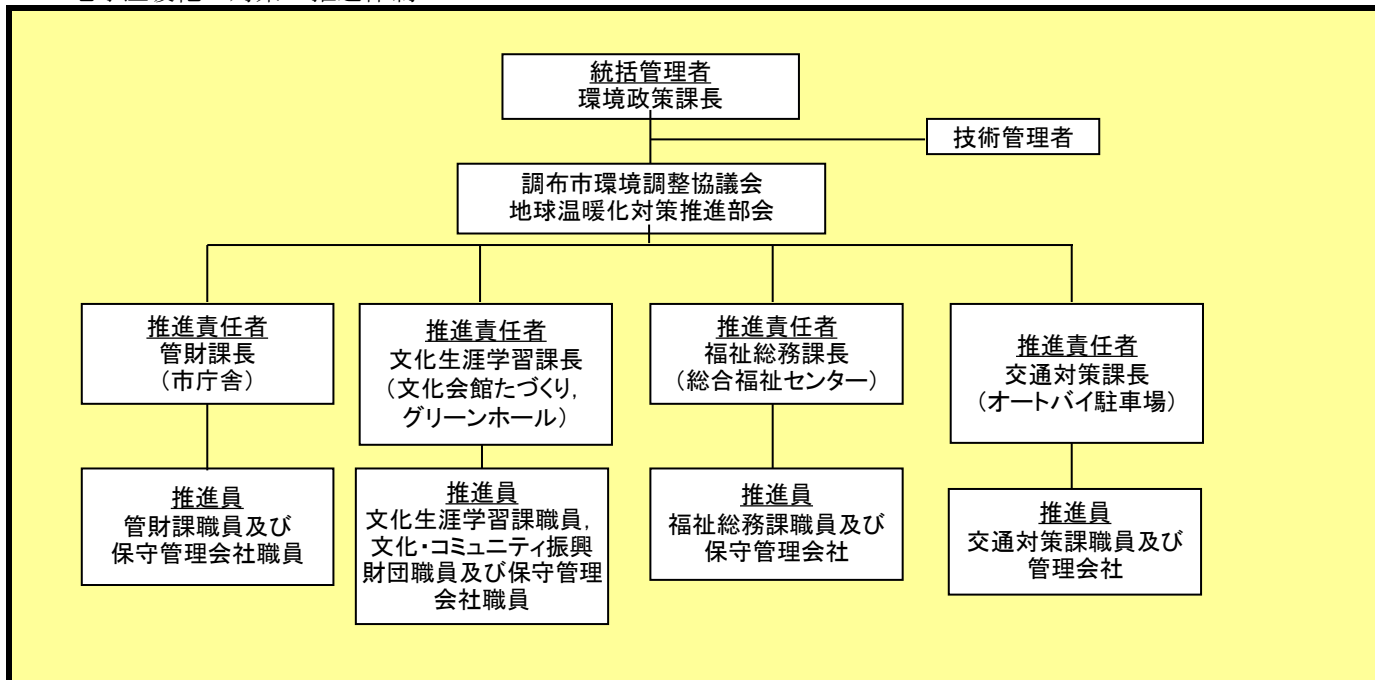 統括管理者
環境政策課長
技術管理者
調布市環境調整協議会
地球温暖化対策推進部会
推進責任者
管財課長
(市庁舎)
推進責任者
文化生涯学習課長
(文化会館たづくり,
グリーンホール)
推進責任者
福祉総務課長
(総合福祉センター)
推進責任者
交通対策課長
(オートバイ駐車場)
推進員
管財課職員及び
保守管理会社職員
推進員
文化生涯学習課職員,
文化・コミュニティ振興
財団職員及び保守管理
会社職員
推進員
福祉総務課職員及び
保守管理会社
推進員
交通対策課職員及び
管理会社